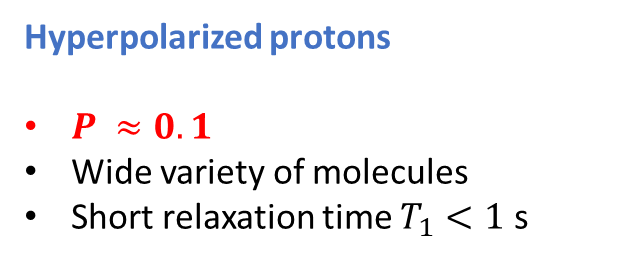 Hyperpolarized protons
• P ≈ 0.1
• Wide variety of molecules
• Short relaxation time T₁ < 1 s